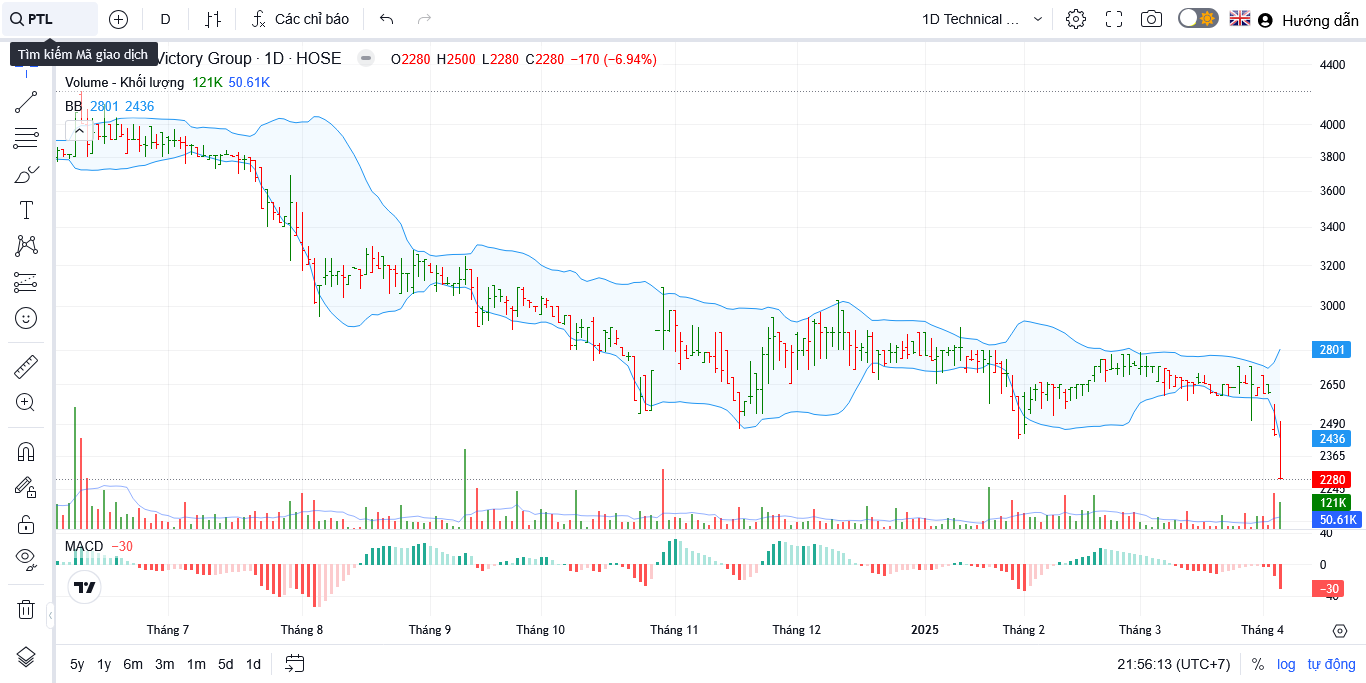 PTL
D
Các chỉ báo
1D Technical ...
Hướng dẫn
Tìm kiếm Mã giao dịch
Victory Group · 1D · HOSE
O2280 H2500 L2280 C2280 −170 (−6.94%)
Volume - Khối lượng 121K 50.61K
BB 2801 2436
4400
4000
3800
3600
3400
3200
3000
2801
2650
2490
2436
2365
2280
2245
121K
50.61K
MACD −30
40
0
−30
Tháng 7
Tháng 8
Tháng 9
Tháng 10
Tháng 11
Tháng 12
2025
Tháng 2
Tháng 3
Tháng 4
5y 1y 6m 3m 1m 5d 1d
21:56:13 (UTC+7)
% log tự động